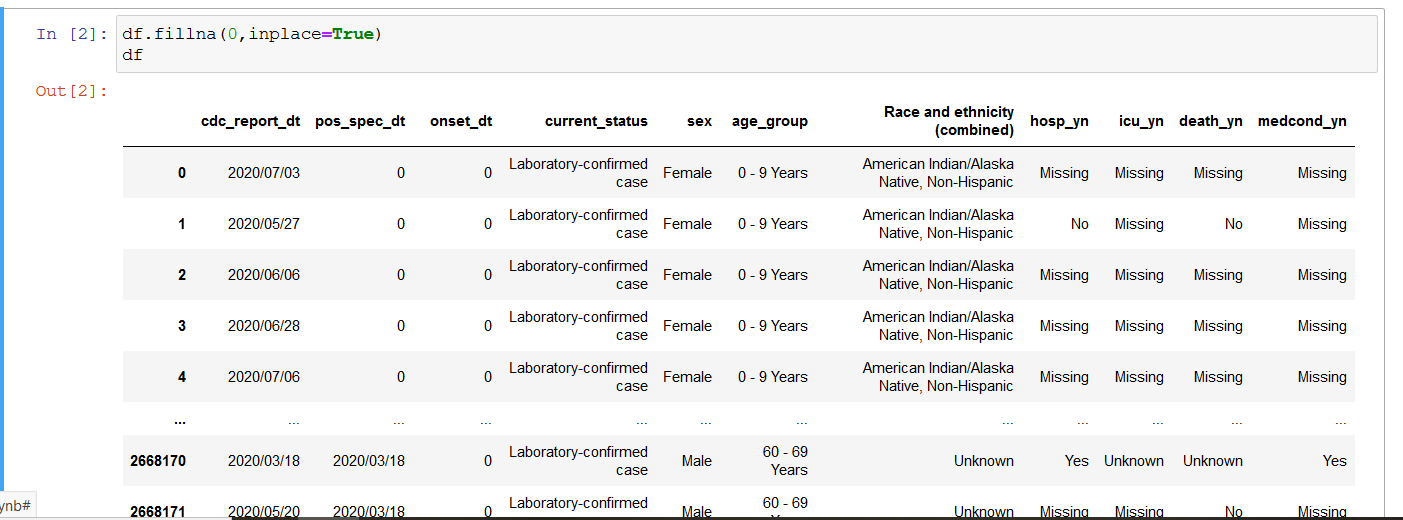 In [2]: df.fillna(0,inplace=True)
df
Out[2]:
Race and ethnicity
cdc_report_dt pos_spec_dt onset_dt current_status sex age_group (combined) hosp_yn icu_yn death_yn medcond_yn
Laboratory-confirmed American Indian/Alaska
0 2020/07/03 0 0 case Female 0 - 9 Years Native, Non-Hispanic Missing Missing Missing Missing
Laboratory-confirmed American Indian/Alaska
1 2020/05/27 0 0 case Female 0 - 9 Years Native, Non-Hispanic No Missing No Missing
Laboratory-confirmed American Indian/Alaska
2 2020/06/06 0 0 case Female 0 - 9 Years Native, Non-Hispanic Missing Missing Missing Missing
Laboratory-confirmed American Indian/Alaska
3 2020/06/28 0 0 case Female 0 - 9 Years Native, Non-Hispanic Missing Missing Missing Missing
Laboratory-confirmed American Indian/Alaska
4 2020/07/06 0 0 case Female 0 - 9 Years Native, Non-Hispanic Missing Missing Missing Missing
... ... ... ... ... ... ... ... ... ... ... ...
Laboratory-confirmed 60 - 69
2668170 2020/03/18 2020/03/18 0 case Male Years Unknown Yes Unknown Unknown Yes
Laboratory-confirmed 60 - 69
ynb#
2668171 2020/05/20 2020/03/18 0 case Male Years Unknown Missing Missing No Missing